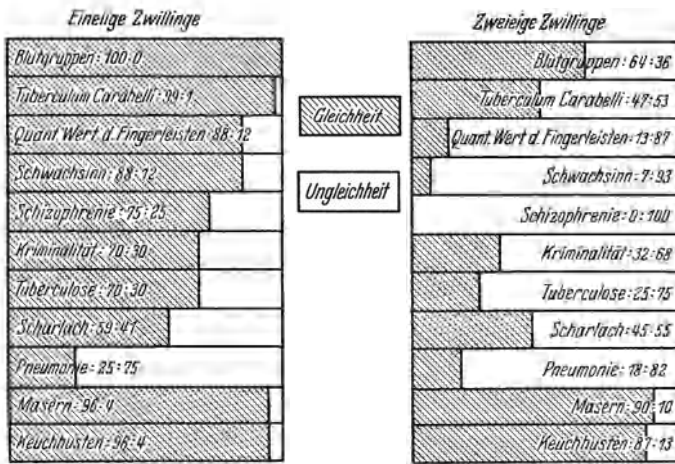 Eineiige Zwillinge
Blutgruppen: 100:0
Tuberculum Carabelli: 99:1
Quant. Wert d. Fingerleisten 88:12
Schwachsinn: 88:12
Schizophrenie: 75:25
Kriminalität: 70:30
Tuberculose: 70:30
Scharlach: 59:41
Pneumonie: 25:75
Masern: 96:4
Keuchhusten: 96:4
Gleichheit
Ungleichheit
Zweieiige Zwillinge
Blutgruppen: 64:36
Tuberculum Carabelli: 47:53
Quant. Wert d. Fingerleisten: 13:87
Schwachsinn: 7:93
Schizophrenie: 0:100
Kriminalität: 32:68
Tuberculose: 25:75
Scharlach: 45:55
Pneumonie: 18:82
Masern: 90:10
Keuchhusten: 87:13